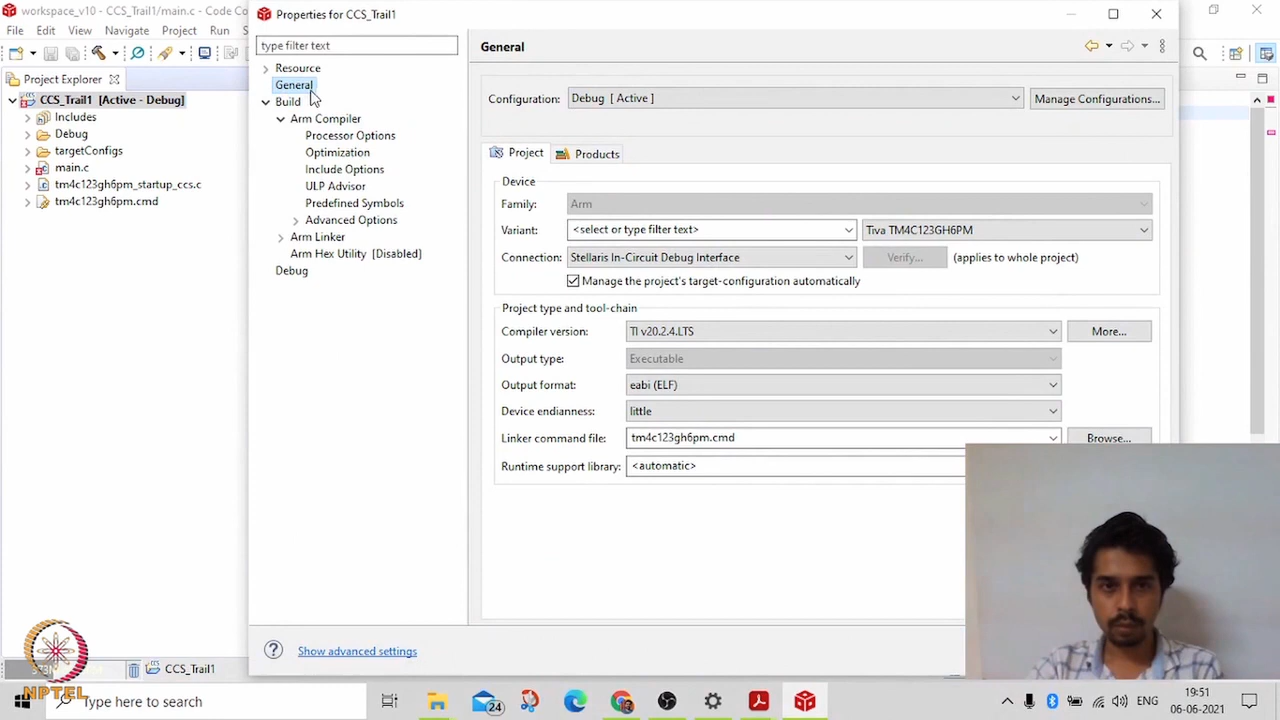 workspace_v10 - CCS_Trail1/main.c - Code Co
Properties for CCS_Trail1
File Edit View Navigate Project Run
type filter text
General
Project Explorer
Resource
General
Build
Arm Compiler
Processor Options
Optimization
Include Options
ULP Advisor
Predefined Symbols
Advanced Options
Arm Linker
Arm Hex Utility [Disabled]
Debug
CCS_Trail1 [Active - Debug]
Includes
Debug
targetConfigs
main.c
tm4c123gh6pm_startup_ccs.c
tm4c123gh6pm.cmd
Configuration: Debug [ Active ] Manage Configurations...
Project Products
Device
Family: Arm
Variant: <select or type filter text> Tiva TM4C123GH6PM
Connection: Stellaris In-Circuit Debug Interface Verify... (applies to whole project)
Manage the project's target-configuration automatically
Project type and tool-chain
Compiler version: TI v20.2.4.LTS More...
Output type: Executable
Output format: eabi (ELF)
Device endianness: little
Linker command file: tm4c123gh6pm.cmd Browse...
Runtime support library: <automatic>
Show advanced settings
CCS_Trail1
NPTEL
Type here to search
24
ENG
19:51
06-06-2021